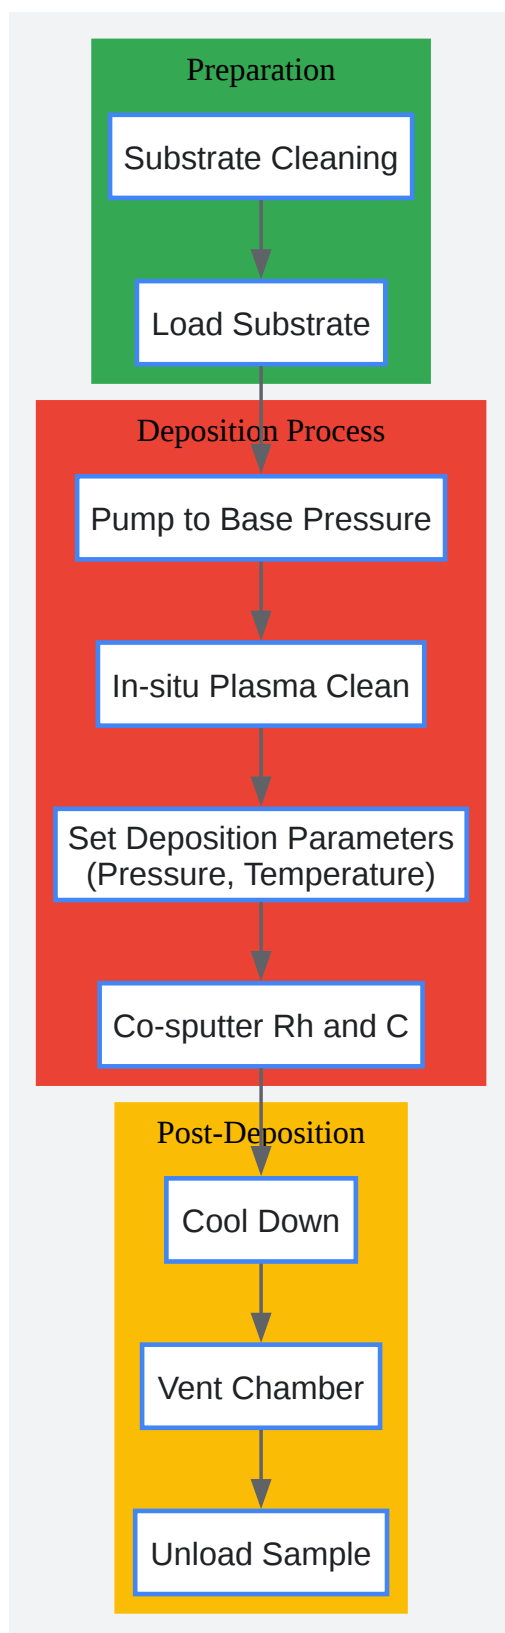 Preparation
Substrate Cleaning
Load Substrate
Deposition Process
Pump to Base Pressure
In-situ Plasma Clean
Set Deposition Parameters
(Pressure, Temperature)
Co-sputter Rh and C
Post-Deposition
Cool Down
Vent Chamber
Unload Sample